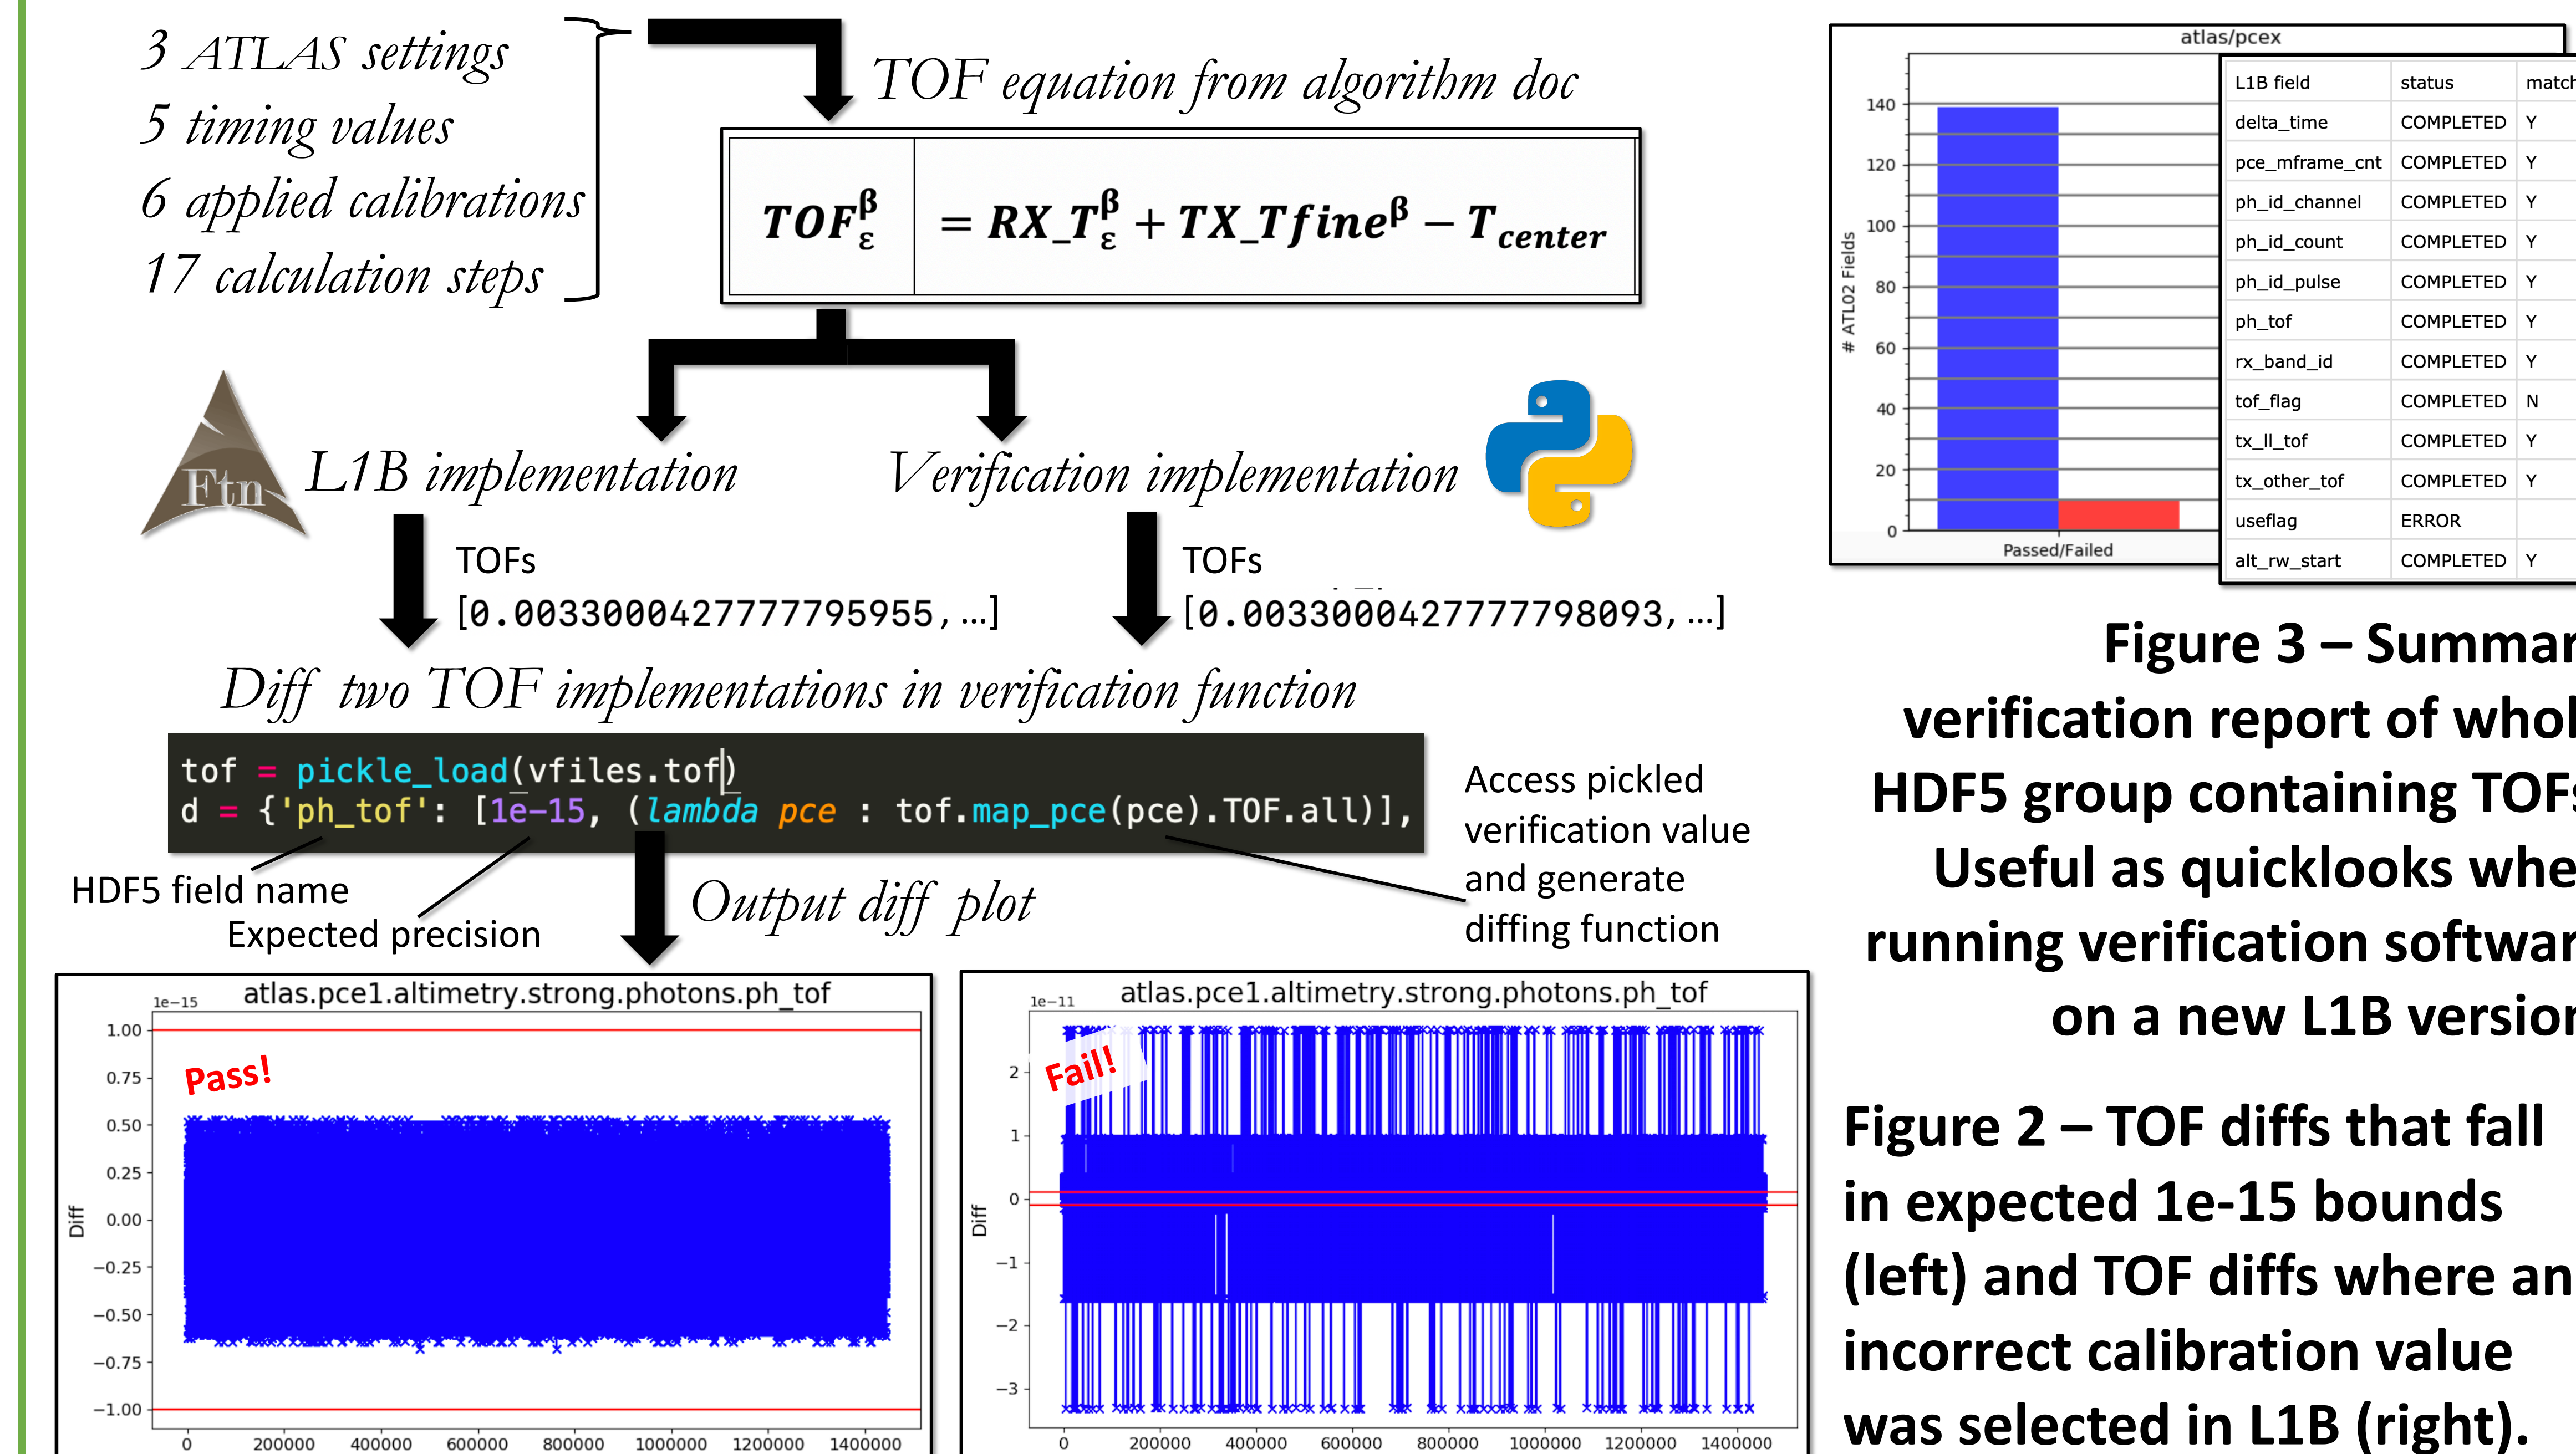 3 ATLAS settings
5 timing values
6 applied calibrations
17 calculation steps
TOF equation from algorithm doc
TOF^β_ε = RX_T^β_ε + TX_Tfine^β − T_center
Ftn
L1B implementation
Verification implementation
TOFs
[0.0033000427777795955, ...]
TOFs
[0.0033000427777798093, ...]
Diff two TOF implementations in verification function
tof = pickle_load(vfiles.tof)
d = {'ph_tof': [1e-15, (lambda pce : tof.map_pce(pce).TOF.all)],
HDF5 field name
Expected precision
Output diff plot
Access pickled
verification value
and generate
diffing function
1e−15
atlas.pce1.altimetry.strong.photons.ph_tof
Pass!
Diff
1.00
0.75
0.50
0.25
0.00
−0.25
−0.50
−0.75
−1.00
0 200000 400000 600000 800000 1000000 1200000 1400000
1e−11
atlas.pce1.altimetry.strong.photons.ph_tof
Fail!
Diff
2
1
0
−1
−2
−3
0 200000 400000 600000 800000 1000000 1200000 1400000
atlas/pcex
# ATL02 Fields
140
120
100
80
60
40
20
0
Passed/Failed
L1B field status match
delta_time COMPLETED Y
pce_mframe_cnt COMPLETED Y
ph_id_channel COMPLETED Y
ph_id_count COMPLETED Y
ph_id_pulse COMPLETED Y
ph_tof COMPLETED Y
rx_band_id COMPLETED Y
tof_flag COMPLETED N
tx_ll_tof COMPLETED Y
tx_other_tof COMPLETED Y
useflag ERROR
alt_rw_start COMPLETED Y
Figure 3 – Summar
verification report of whol
HDF5 group containing TOFs
Useful as quicklooks whe
running verification softwar
on a new L1B version
Figure 2 – TOF diffs that fall
in expected 1e-15 bounds
(left) and TOF diffs where an
incorrect calibration value
was selected in L1B (right).